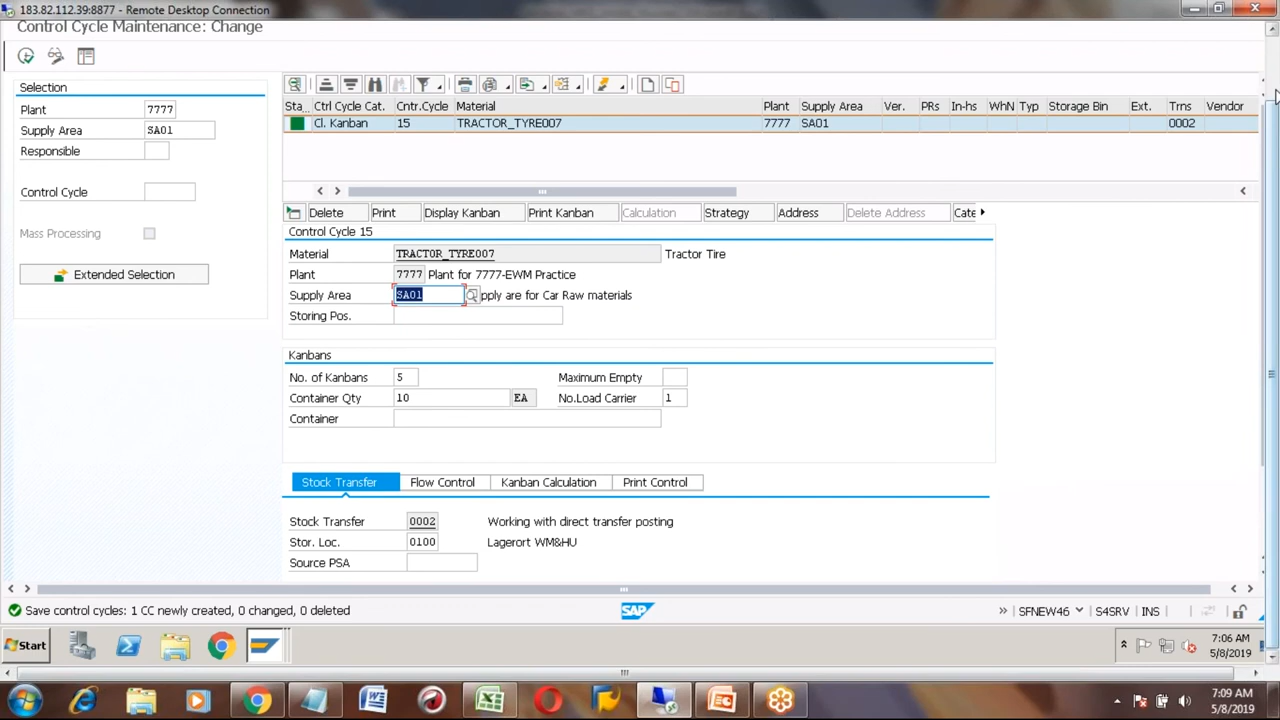 183.82.112.39:8877 - Remote Desktop Connection
Control Cycle Maintenance: Change
Selection
Plant 7777
Supply Area SA01
Responsible
Control Cycle
Mass Processing
Extended Selection
Sta... Ctrl Cycle Cat. Cntr.Cycle Material Plant Supply Area Ver. PRs In-hs WhN Typ Storage Bin Ext. Trns Vendor
Cl. Kanban 15 TRACTOR_TYRE007 7777 SA01 0002
Delete Print Display Kanban Print Kanban Calculation Strategy Address Delete Address Cate
Control Cycle 15
Material TRACTOR_TYRE007 Tractor Tire
Plant 7777 Plant for 7777-EWM Practice
Supply Area SA01 pply are for Car Raw materials
Storing Pos.
Kanbans
No. of Kanbans 5 Maximum Empty
Container Qty 10 EA No.Load Carrier 1
Container
Stock Transfer Flow Control Kanban Calculation Print Control
Stock Transfer 0002 Working with direct transfer posting
Stor. Loc. 0100 Lagerort WM&HU
Source PSA
Save control cycles: 1 CC newly created, 0 changed, 0 deleted SAP SFNEW46 S4SRV INS
Start 7:06 AM
5/8/2019
7:09 AM
5/8/2019